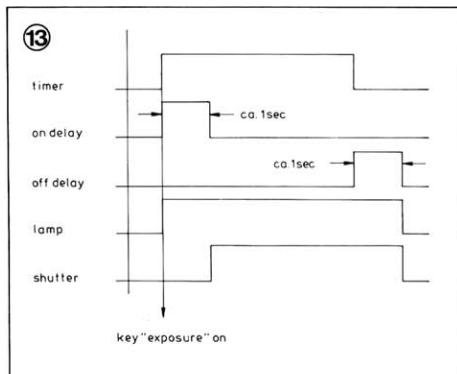 13
timer
on delay
ca. 1sec
ca. 1sec
off delay
lamp
shutter
key "exposure" on